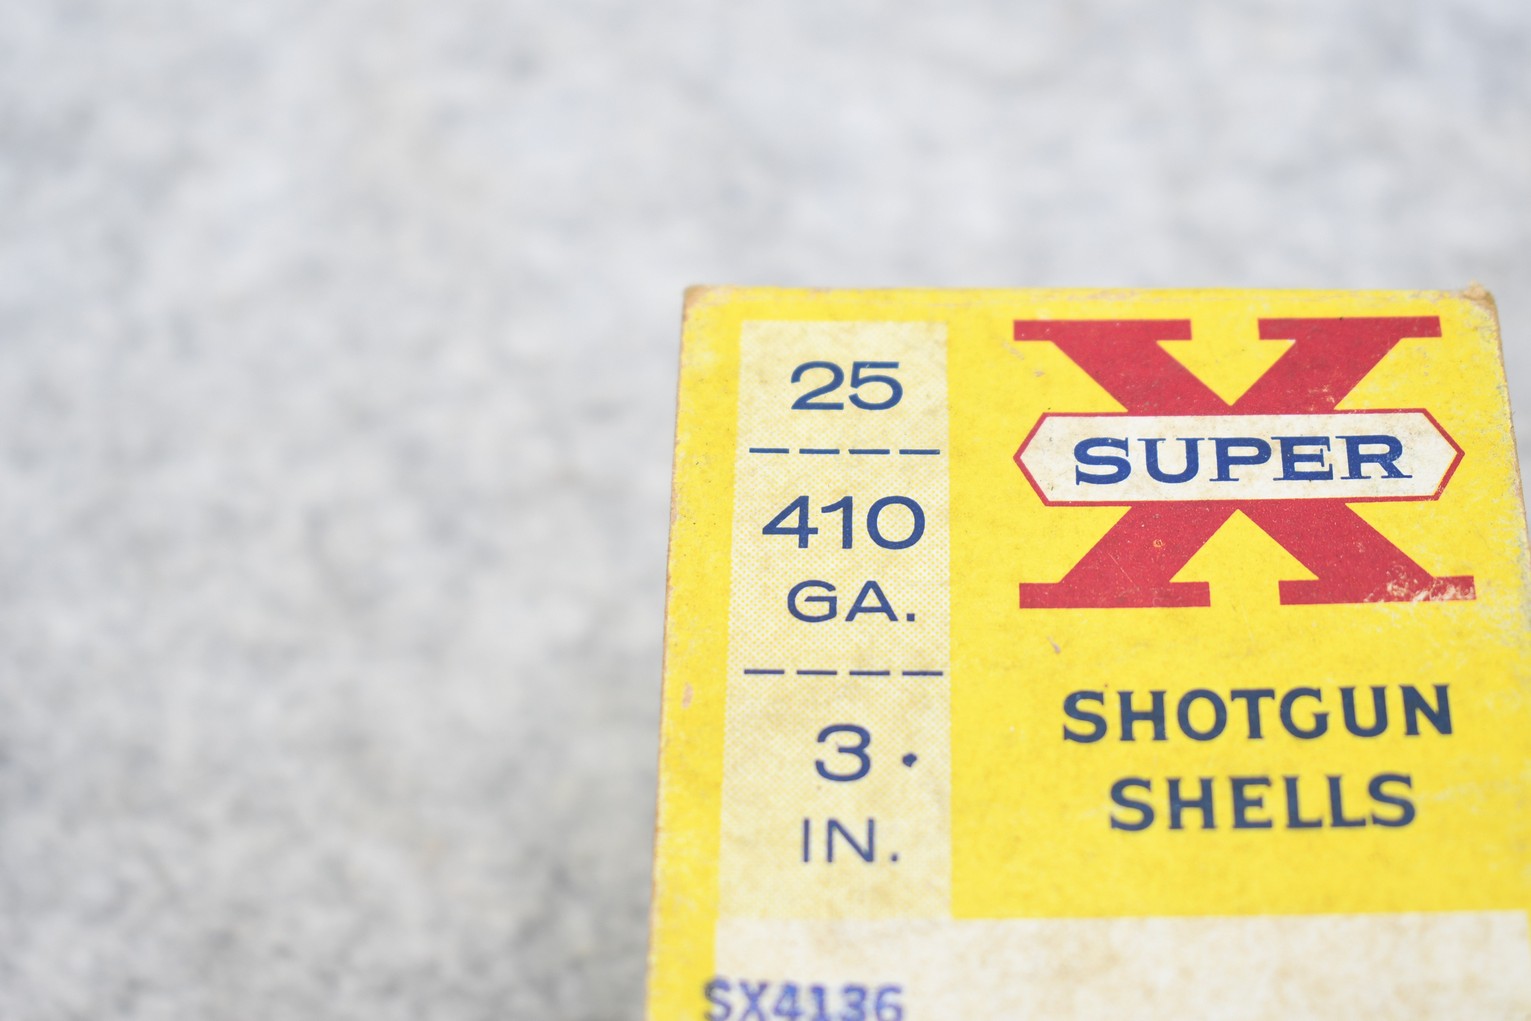 25
410
GA.
3
IN.
SUPER
X
SHOTGUN
SHELLS
SX4136